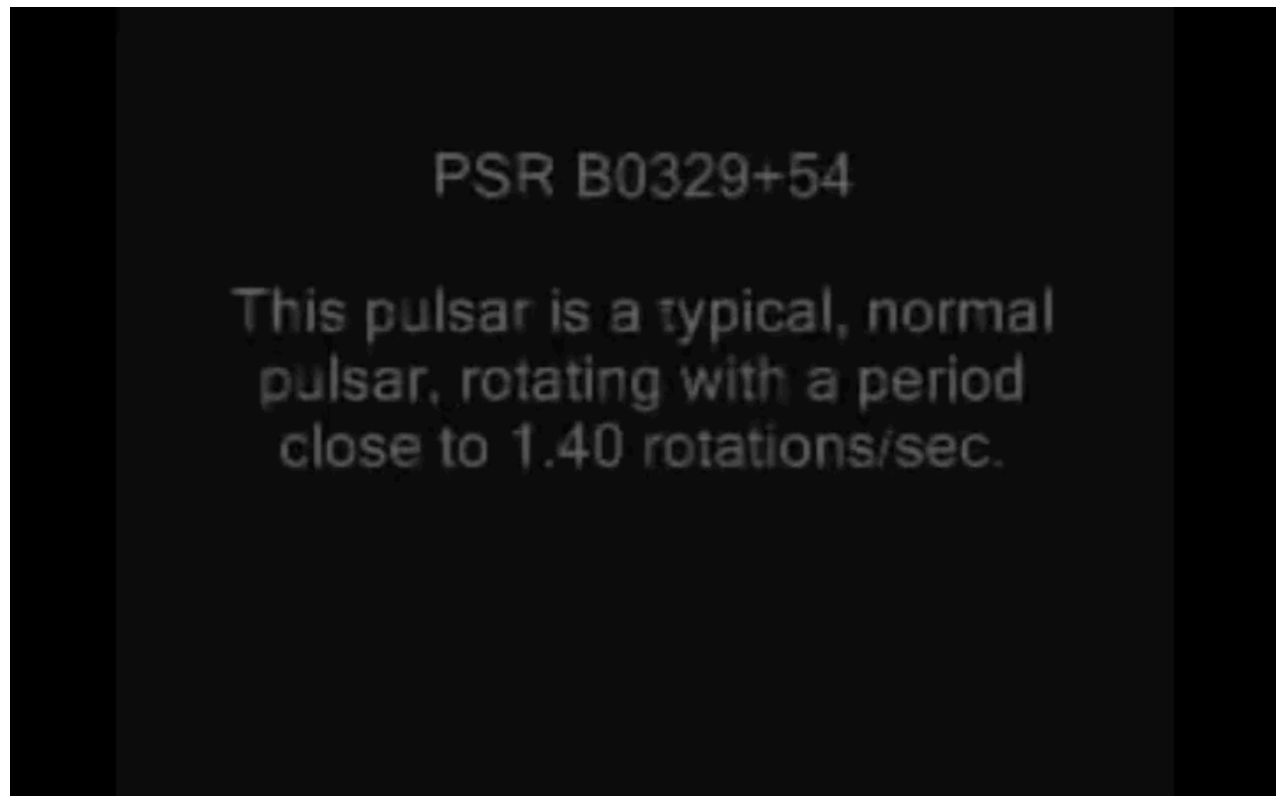 PSR B0329+54
This pulsar is a typical, normal
pulsar, rotating with a period
close to 1.40 rotations/sec.